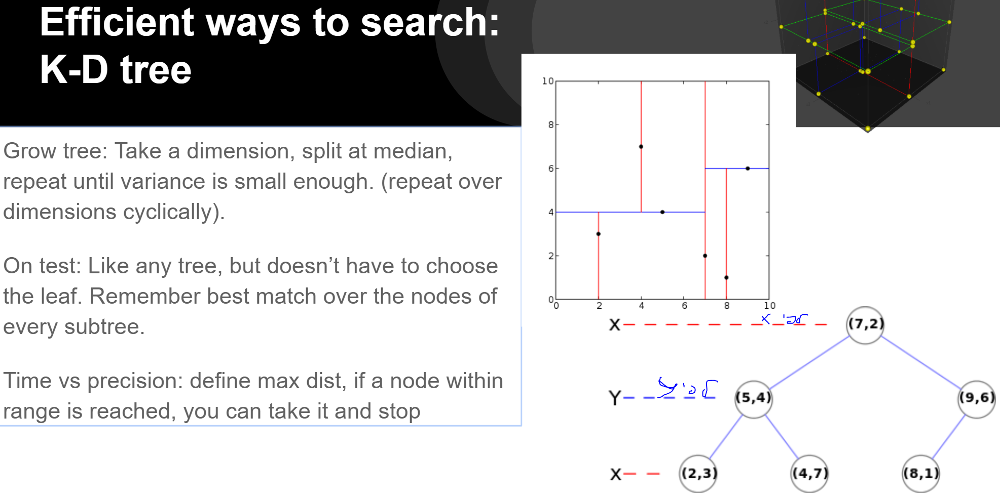 Efficient ways to search:
K-D tree
Grow tree: Take a dimension, split at median,
repeat until variance is small enough. (repeat over
dimensions cyclically).
On test: Like any tree, but doesn’t have to choose
the leaf. Remember best match over the nodes of
every subtree.
Time vs precision: define max dist, if a node within
range is reached, you can take it and stop
10
8
6
4
2
0
0 2 4 6 8 10
X
(7,2)
Y
(5,4) (9,6)
X
(2,3) (4,7) (8,1)